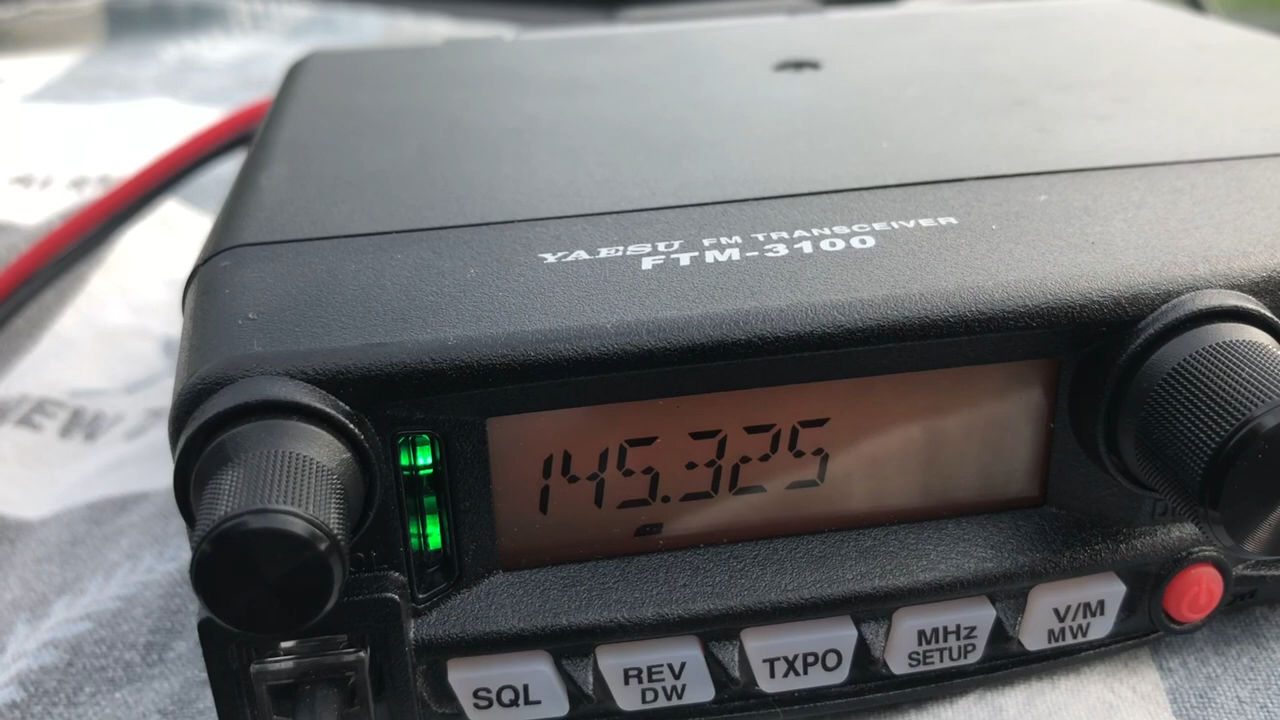 YAESU FM TRANSCEIVER
FTM-3100
145.325
SQL
REV
DW
TXPO
MHz
SETUP
V/M
MW